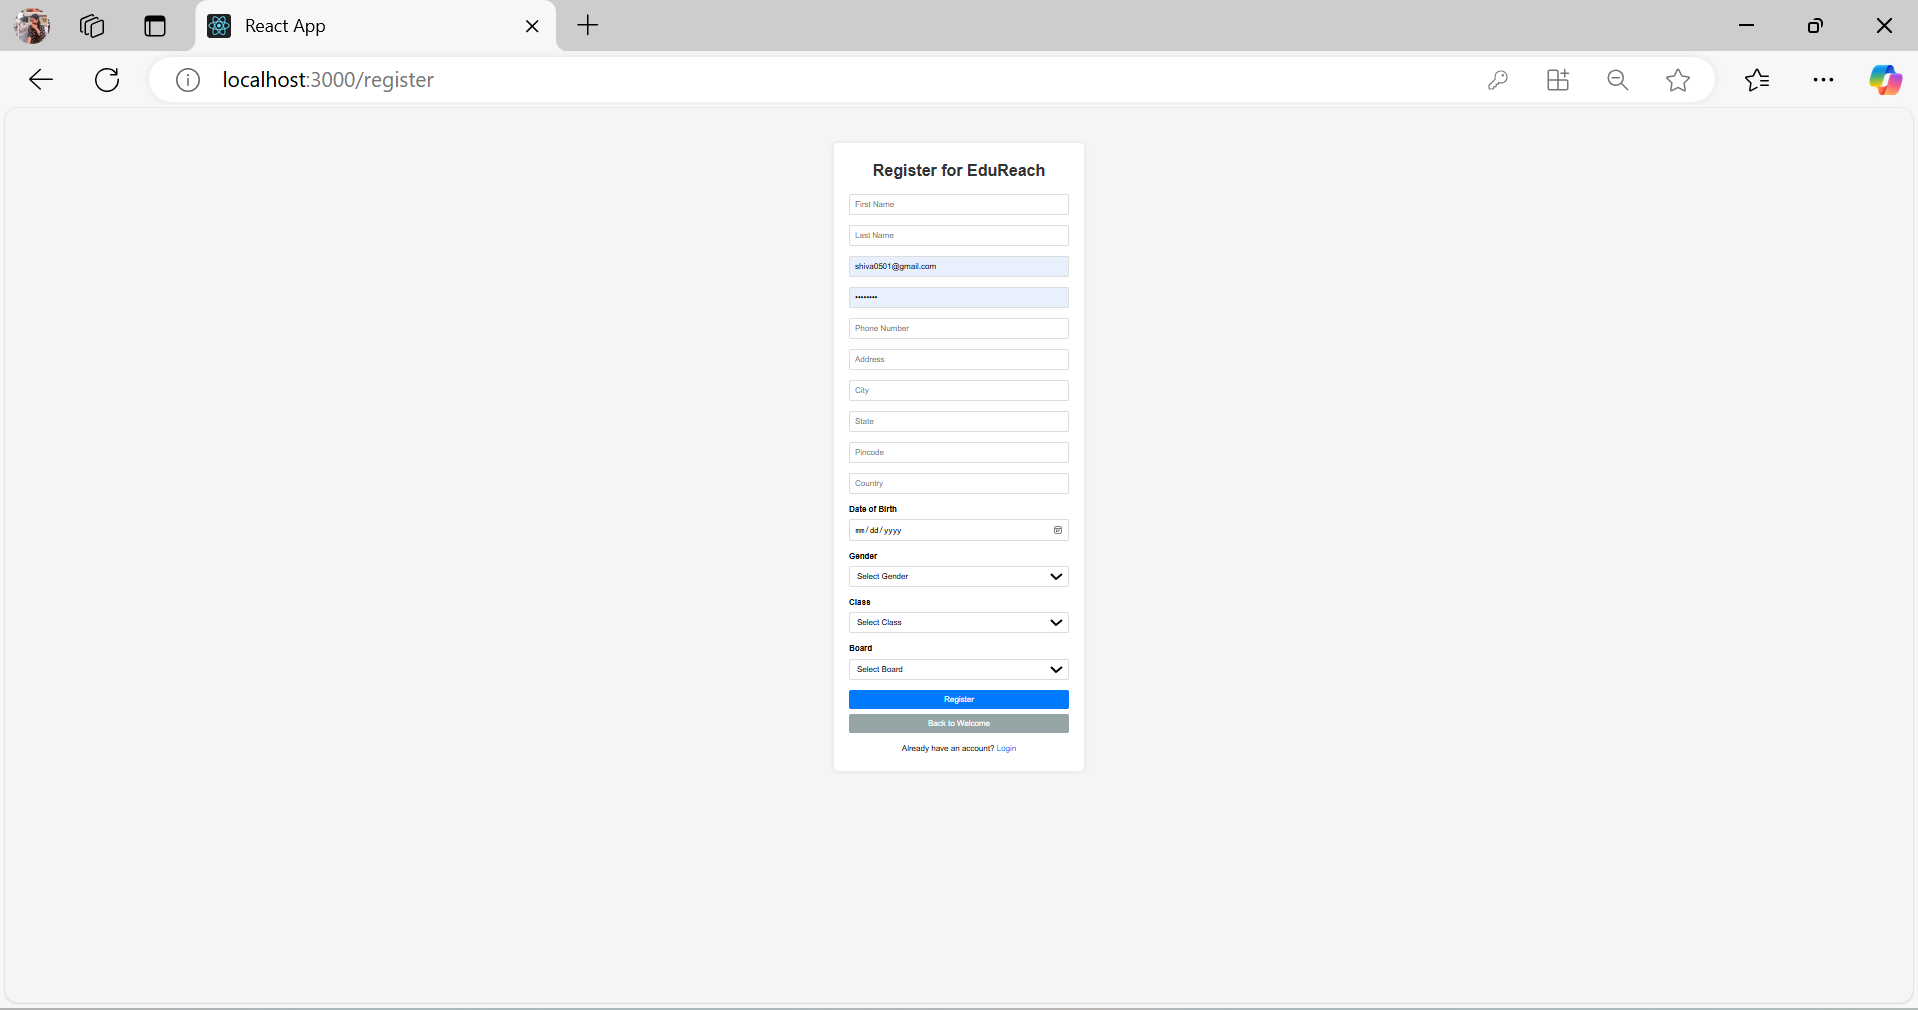 React App
localhost:3000/register
Register for EduReach
First Name
Last Name
shiva0501@gmail.com
••••••••
Phone Number
Address
City
State
Pincode
Country
Date of Birth
mm/dd/yyyy
Gender
Select Gender
Class
Select Class
Board
Select Board
Register
Back to Welcome
Already have an account? Login